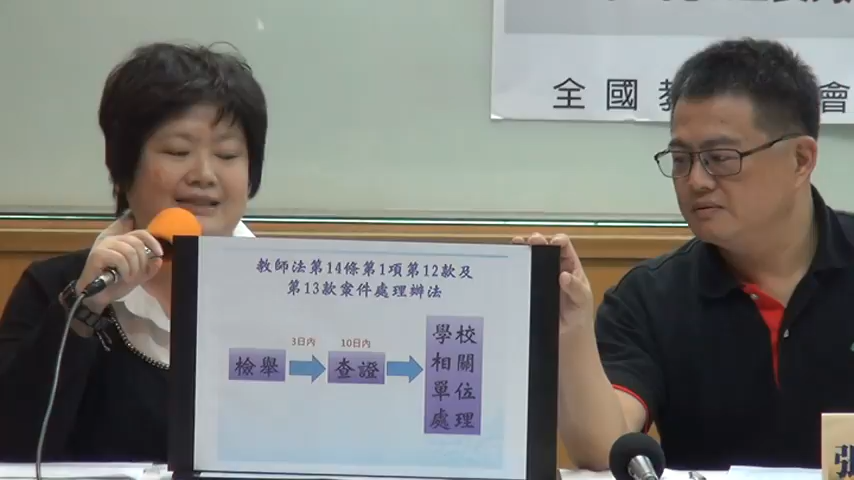 全國教
會
教師法第14條第1項第12款及
第13款案件處理辦法
3日內
10日內
檢舉
查證
學校
相關
單位
處理
張